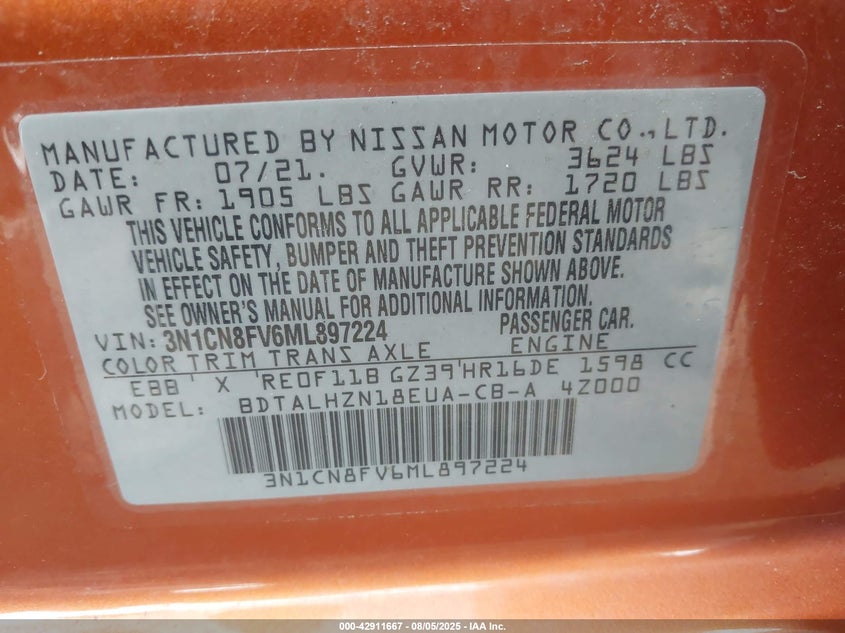 MANUFACTURED BY NISSAN MOTOR CO.,LTD.
DATE: 07/21. GVWR: 3624 LBS
GAWR FR: 1905 LBS GAWR RR: 1720 LBS
THIS VEHICLE CONFORMS TO ALL APPLICABLE FEDERAL MOTOR
VEHICLE SAFETY, BUMPER AND THEFT PREVENTION STANDARDS
IN EFFECT ON THE DATE OF MANUFACTURE SHOWN ABOVE.
SEE OWNER'S MANUAL FOR ADDITIONAL INFORMATION.
VIN: 3N1CN8FV6ML897224 PASSENGER CAR.
COLOR TRIM TRANS AXLE ENGINE
EBB X RE0F11B GZ39 HR16DE 1598 CC
MODEL: BDTALHZN18EUA-CB-A 4Z000
3N1CN8FV6ML897224
000-42911667 - 08/05/2025 - IAA Inc.